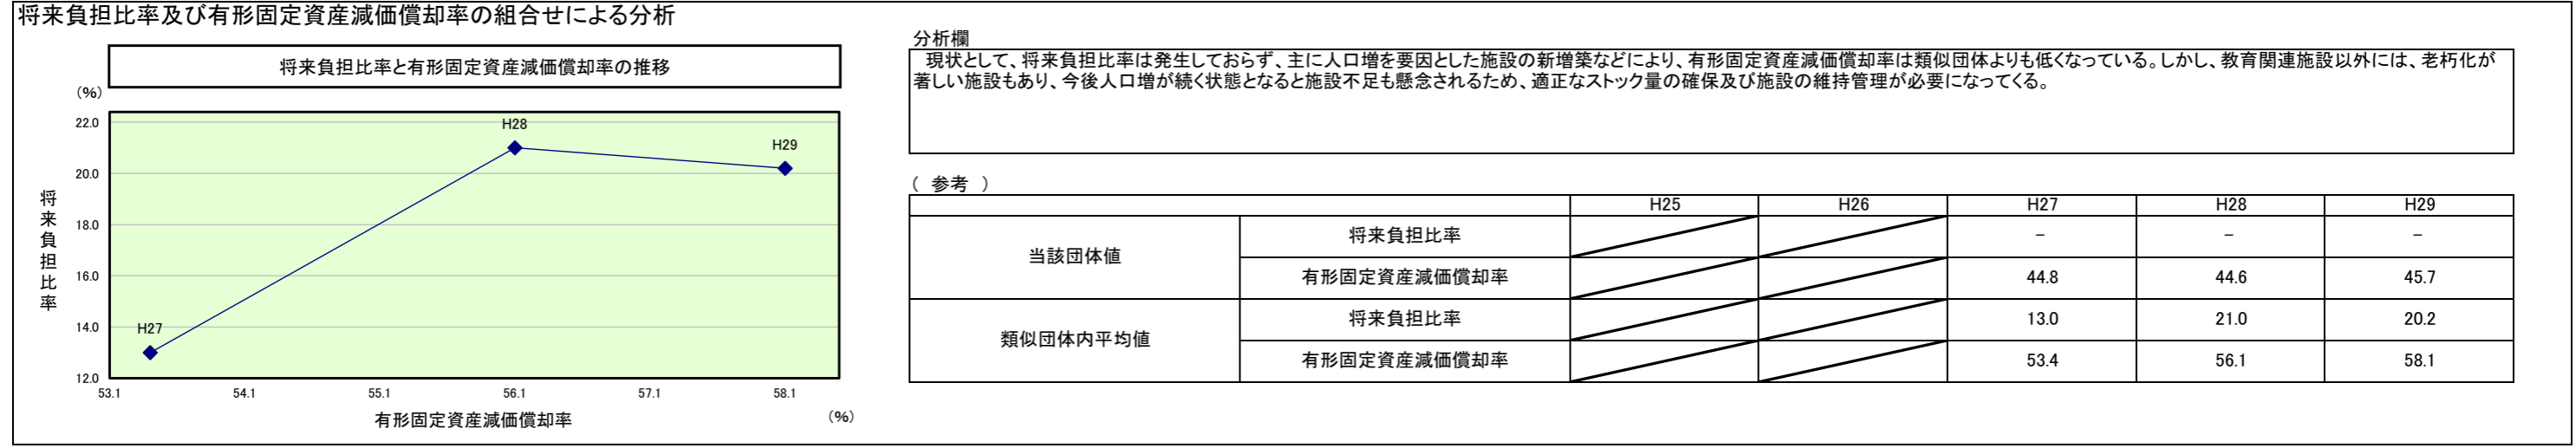 将来負担比率及び有形固定資産減価償却率の組合せによる分析
将来負担比率と有形固定資産減価償却率の推移
(%)
22.0
20.0
18.0
16.0
14.0
12.0
将来負担比率
H27
H28
H29
53.1 54.1 55.1 56.1 57.1 58.1
有形固定資産減価償却率
(%)
分析欄
現状として、将来負担比率は発生しておらず、主に人口増を要因とした施設の新増築などにより、有形固定資産減価償却率は類似団体よりも低くなっている。しかし、教育関連施設以外には、老朽化が
著しい施設もあり、今後人口増が続く状態となると施設不足も懸念されるため、適正なストック量の確保及び施設の維持管理が必要になってくる。
( 参考 )
H25 H26 H27 H28 H29
当該団体値
将来負担比率 － － －
有形固定資産減価償却率 44.8 44.6 45.7
類似団体内平均値
将来負担比率 13.0 21.0 20.2
有形固定資産減価償却率 53.4 56.1 58.1